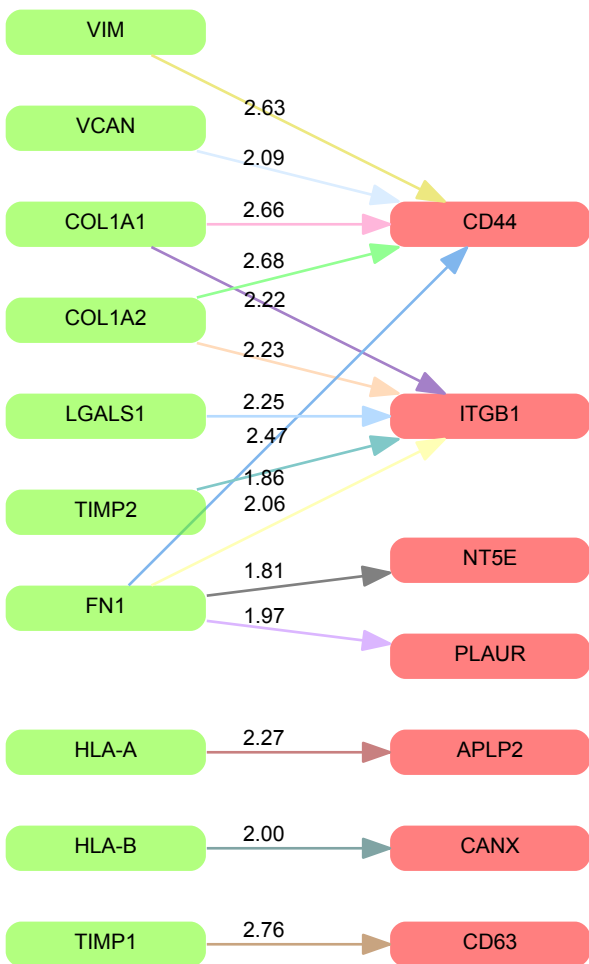 VIM
2.63
VCAN
2.09
COL1A1
2.66
CD44
2.68
COL1A2
2.22
2.23
LGALS1
2.25
ITGB1
2.47
1.86
TIMP2
2.06
NT5E
1.81
FN1
1.97
PLAUR
HLA-A
2.27
APLP2
HLA-B
2.00
CANX
TIMP1
2.76
CD63